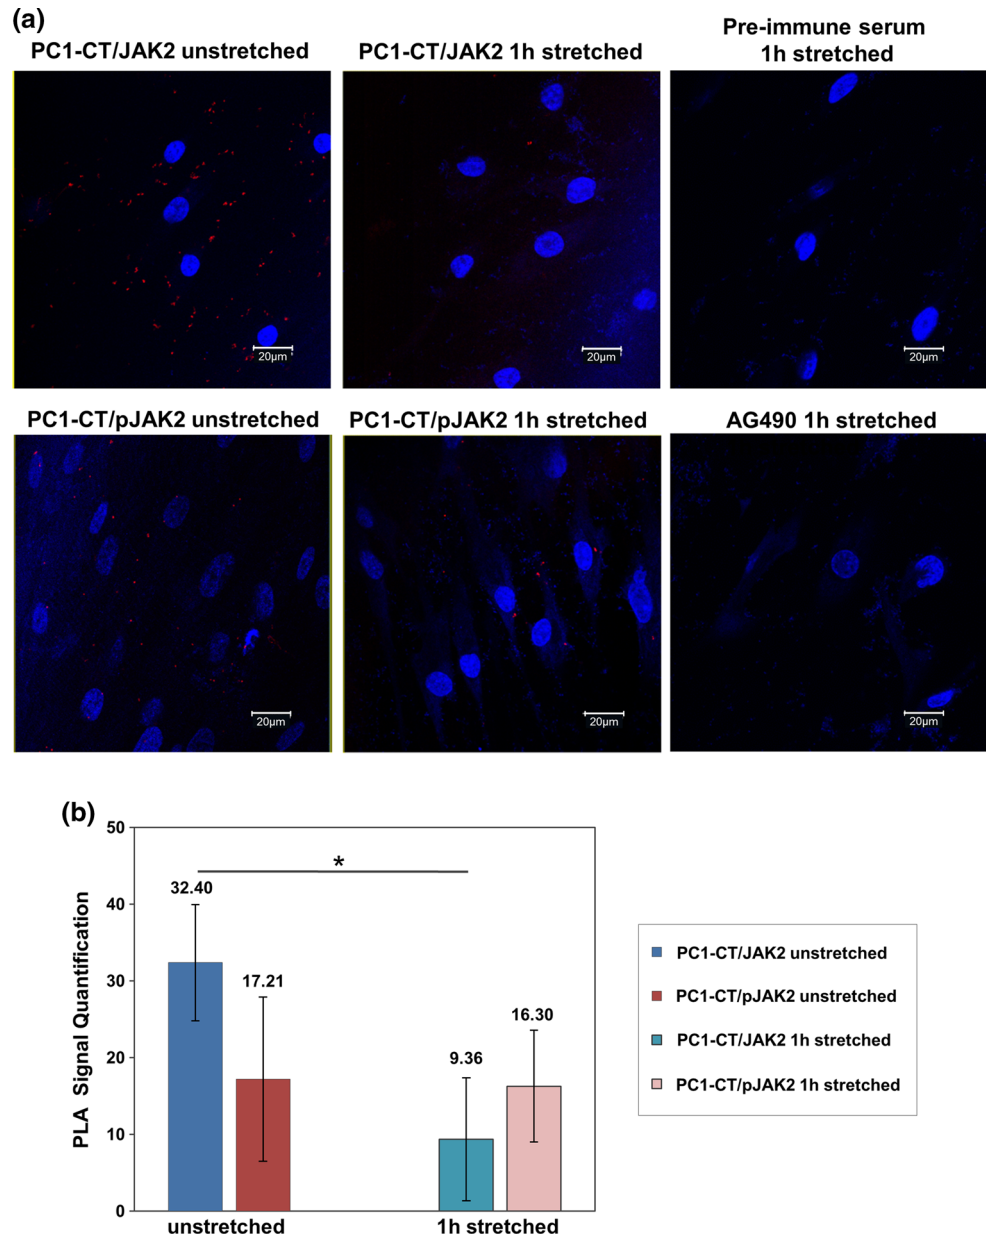 (a)
PC1-CT/JAK2 unstretched
PC1-CT/JAK2 1h stretched
Pre-immune serum
1h stretched
20µm
20µm
20µm
PC1-CT/pJAK2 unstretched
PC1-CT/pJAK2 1h stretched
AG490 1h stretched
20µm
20µm
20µm
(b)
PLA Signal Quantification
50
40
30
20
10
0
*
32.40
17.21
9.36
16.30
unstretched
1h stretched
PC1-CT/JAK2 unstretched
PC1-CT/pJAK2 unstretched
PC1-CT/JAK2 1h stretched
PC1-CT/pJAK2 1h stretched